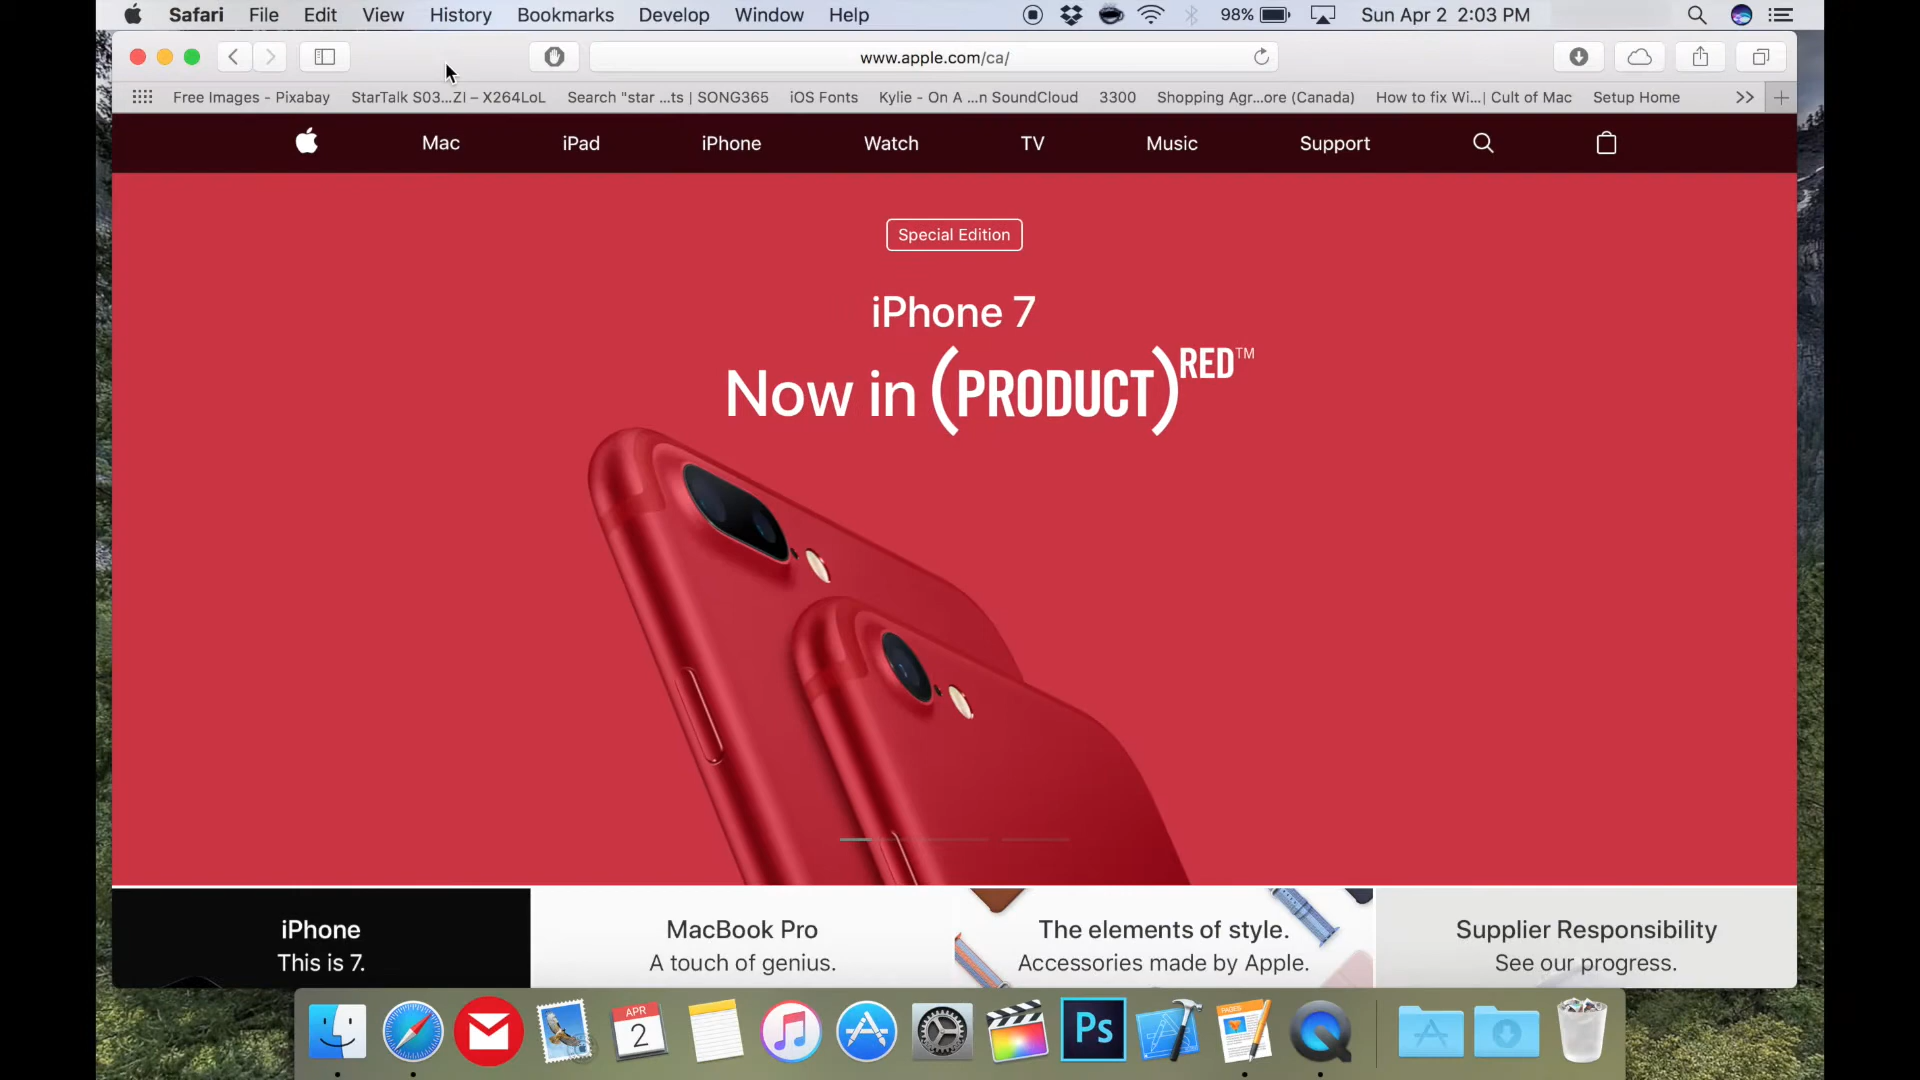 Safari File Edit View History Bookmarks Develop Window Help 98% Sun Apr 2 2:03 PM
www.apple.com/ca/
Free Images - Pixabay StarTalk S03...ZI – X264LoL Search "star ...ts | SONG365 iOS Fonts Kylie - On A ...n SoundCloud 3300 Shopping Agr...ore (Canada) How to fix Wi...| Cult of Mac Setup Home >>
Mac iPad iPhone Watch TV Music Support
Special Edition
iPhone 7
Now in (PRODUCT)RED™
iPhone MacBook Pro The elements of style. Supplier Responsibility
This is 7. A touch of genius. Accessories made by Apple. See our progress.
APR
2
Ps
PAGES